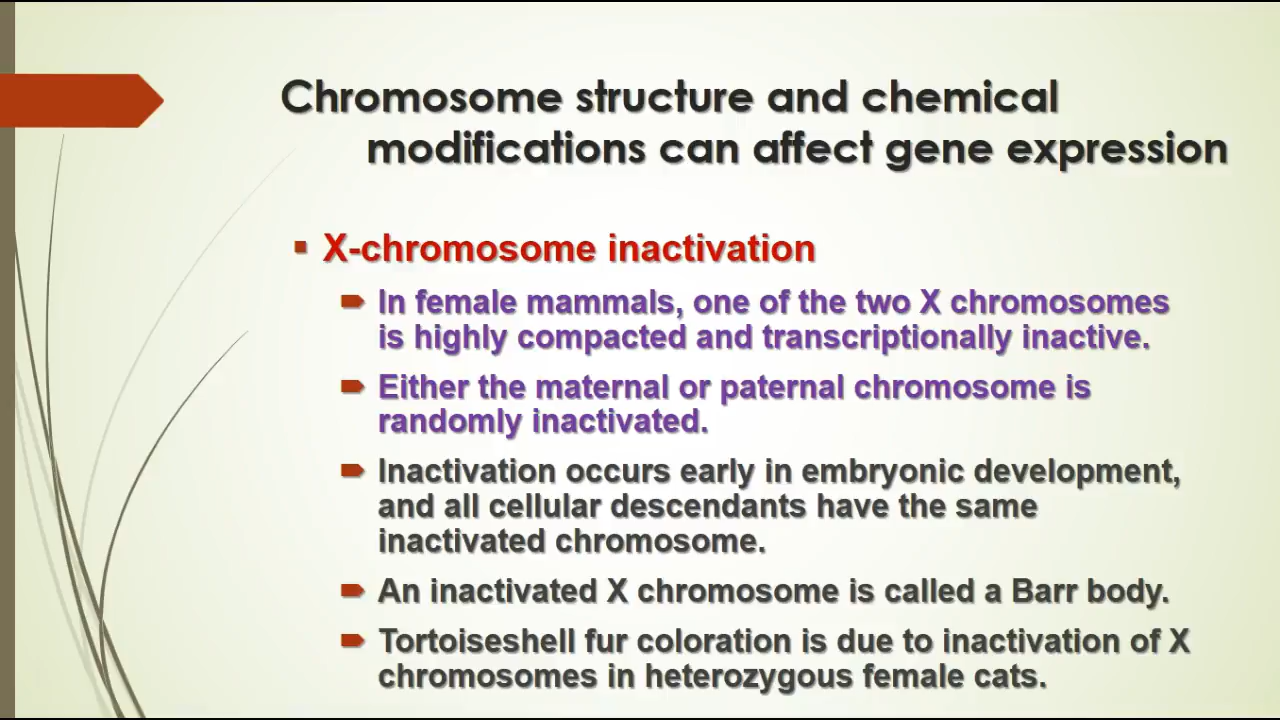 Chromosome structure and chemical
modifications can affect gene expression
X-chromosome inactivation
In female mammals, one of the two X chromosomes
is highly compacted and transcriptionally inactive.
Either the maternal or paternal chromosome is
randomly inactivated.
Inactivation occurs early in embryonic development,
and all cellular descendants have the same
inactivated chromosome.
An inactivated X chromosome is called a Barr body.
Tortoiseshell fur coloration is due to inactivation of X
chromosomes in heterozygous female cats.